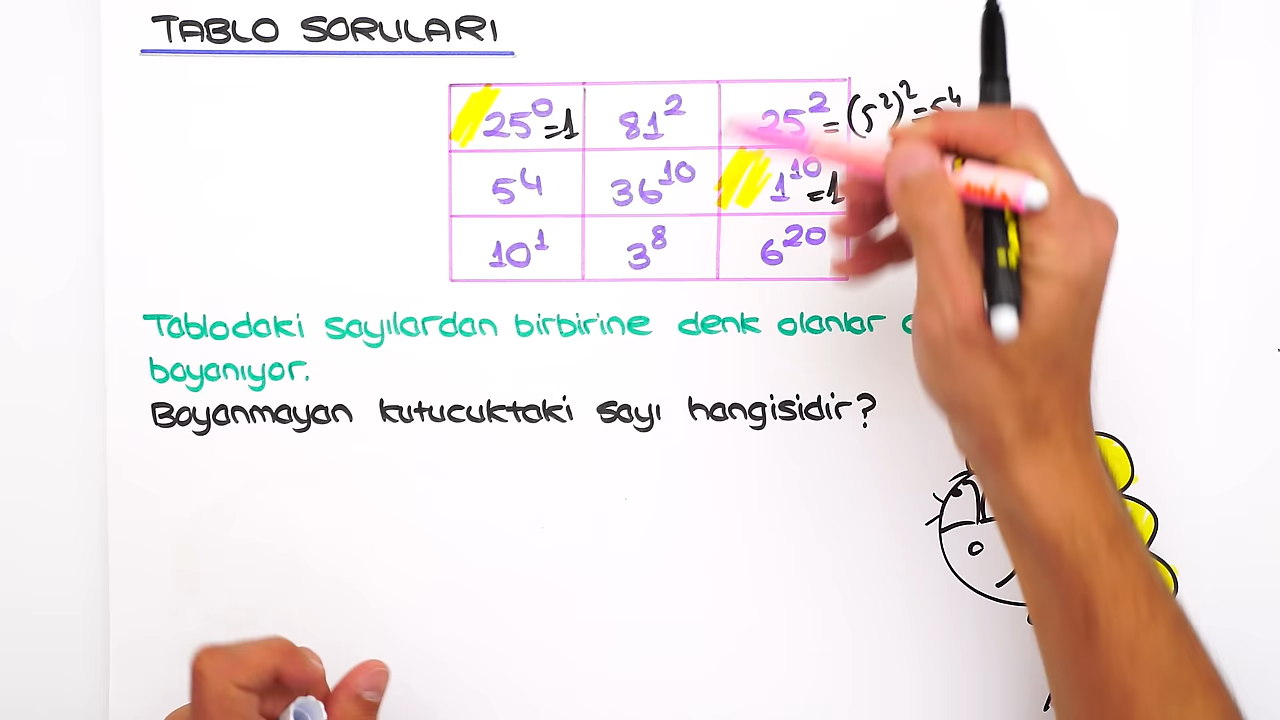 TABLO SORULARI
25⁰=1 81² 25²=(5²)²=5⁴
5⁴ 36¹⁰ 1¹⁰=1
10¹ 3⁸ 6²⁰
Tablodaki sayılardan birbirine denk olanlar
boyanıyor.
Boyanmayan kutucuktaki sayı hangisidir?